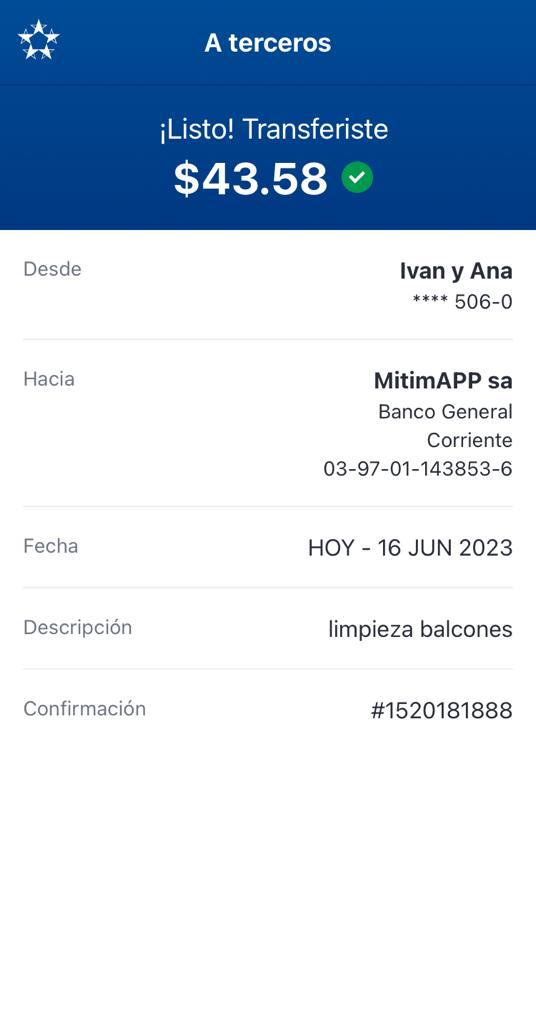 A terceros
¡Listo! Transferiste
$43.58
Desde
Ivan y Ana
**** 506-0
Hacia
MitimAPP sa
Banco General
Corriente
03-97-01-143853-6
Fecha
HOY - 16 JUN 2023
Descripción
limpieza balcones
Confirmación
#1520181888